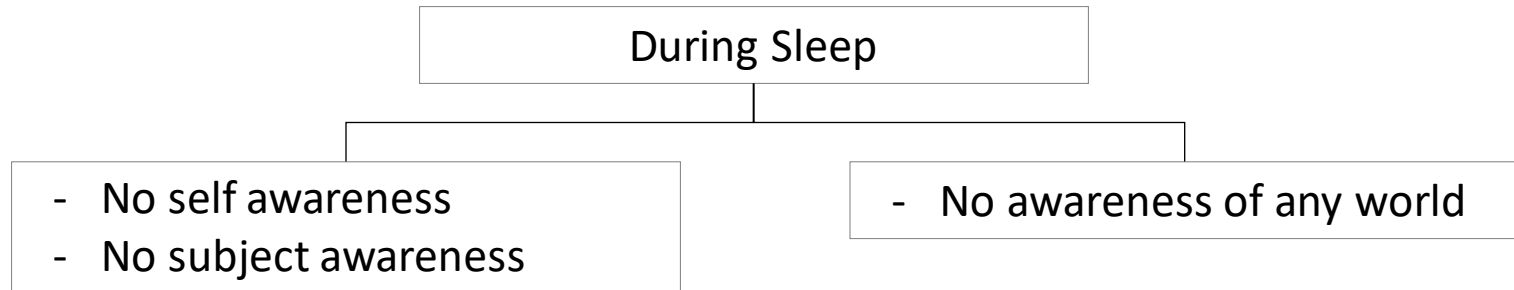 During Sleep
- No self awareness
- No subject awareness
- No awareness of any world